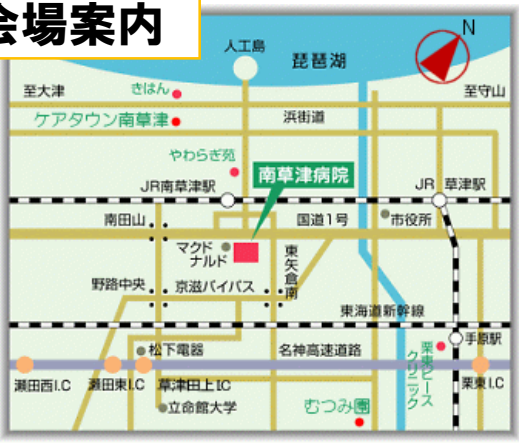 会場案内
N
人工島
琵琶湖
至大津
きはん
至守山
ケアタウン南草津
浜街道
やわらぎ苑
南草津病院
JR南草津駅
JR 草津駅
南田山
国道1号
市役所
マクド
ナルド
東矢倉南
野路中央
京滋バイパス
東海道新幹線
手原駅
松下電器
名神高速道路
栗東ピース
クリニック
瀬田西I.C
瀬田東I.C
草津田上I.C
栗東I.C
立命館大学
むつみ園